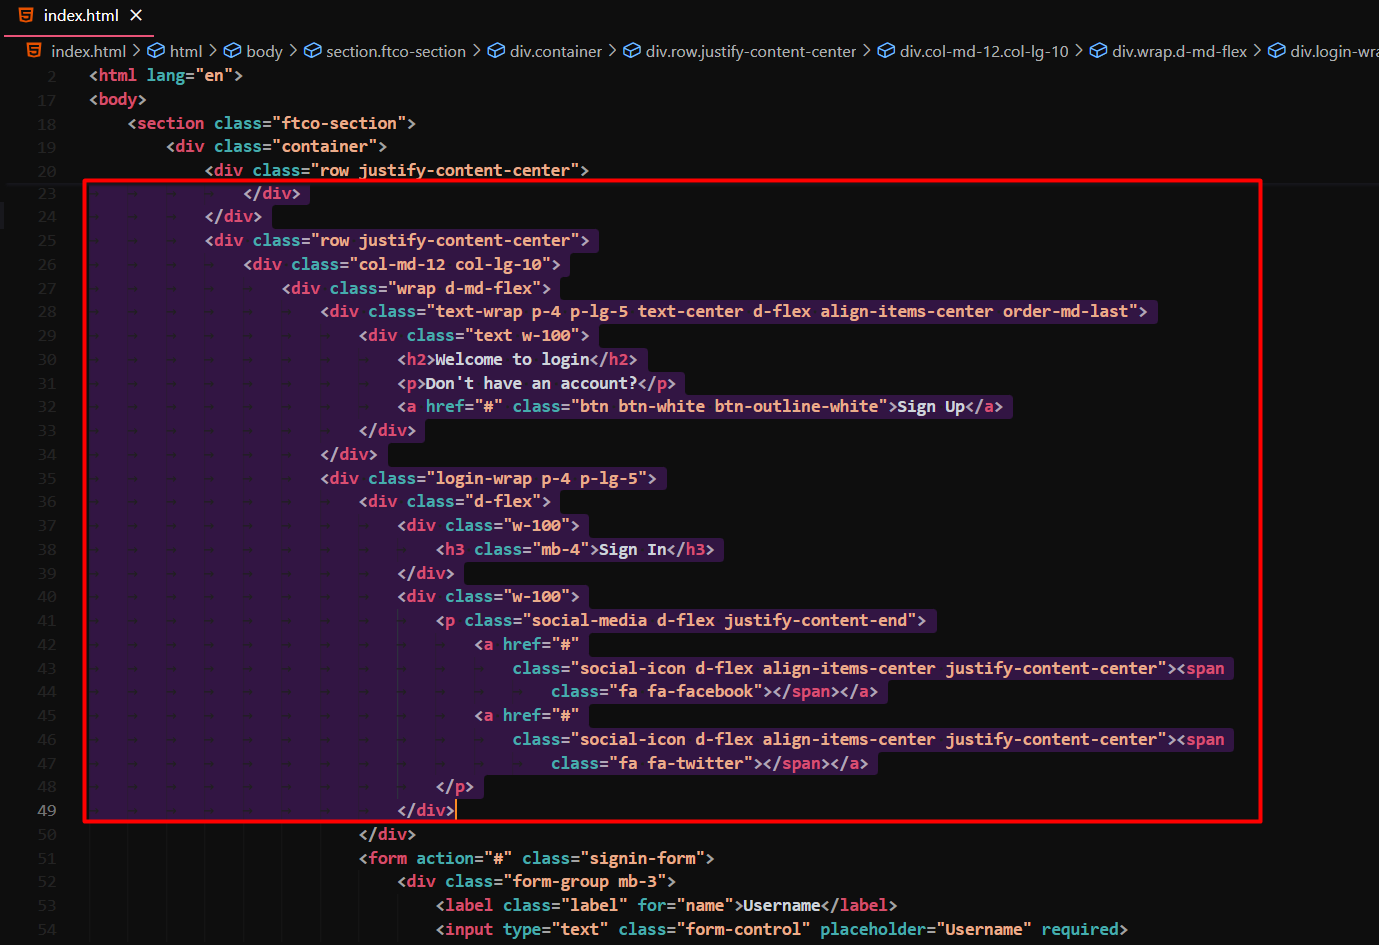 index.html
index.html > html > body > section.ftco-section > div.container > div.row.justify-content-center > div.col-md-12.col-lg-10 > div.wrap.d-md-flex > div.login-wra
2 <html lang="en">
17 <body>
18 <section class="ftco-section">
19 <div class="container">
20 <div class="row justify-content-center">
23 </div>
24 </div>
25 <div class="row justify-content-center">
26 <div class="col-md-12 col-lg-10">
27 <div class="wrap d-md-flex">
28 <div class="text-wrap p-4 p-lg-5 text-center d-flex align-items-center order-md-last">
29 <div class="text w-100">
30 <h2>Welcome to login</h2>
31 <p>Don't have an account?</p>
32 <a href="#" class="btn btn-white btn-outline-white">Sign Up</a>
33 </div>
34 </div>
35 <div class="login-wrap p-4 p-lg-5">
36 <div class="d-flex">
37 <div class="w-100">
38 <h3 class="mb-4">Sign In</h3>
39 </div>
40 <div class="w-100">
41 <p class="social-media d-flex justify-content-end">
42 <a href="#"
43 class="social-icon d-flex align-items-center justify-content-center"><span
44 class="fa fa-facebook"></span></a>
45 <a href="#"
46 class="social-icon d-flex align-items-center justify-content-center"><span
47 class="fa fa-twitter"></span></a>
48 </p>
49 </div>
50 </div>
51 <form action="#" class="signin-form">
52 <div class="form-group mb-3">
53 <label class="label" for="name">Username</label>
54 <input type="text" class="form-control" placeholder="Username" required>